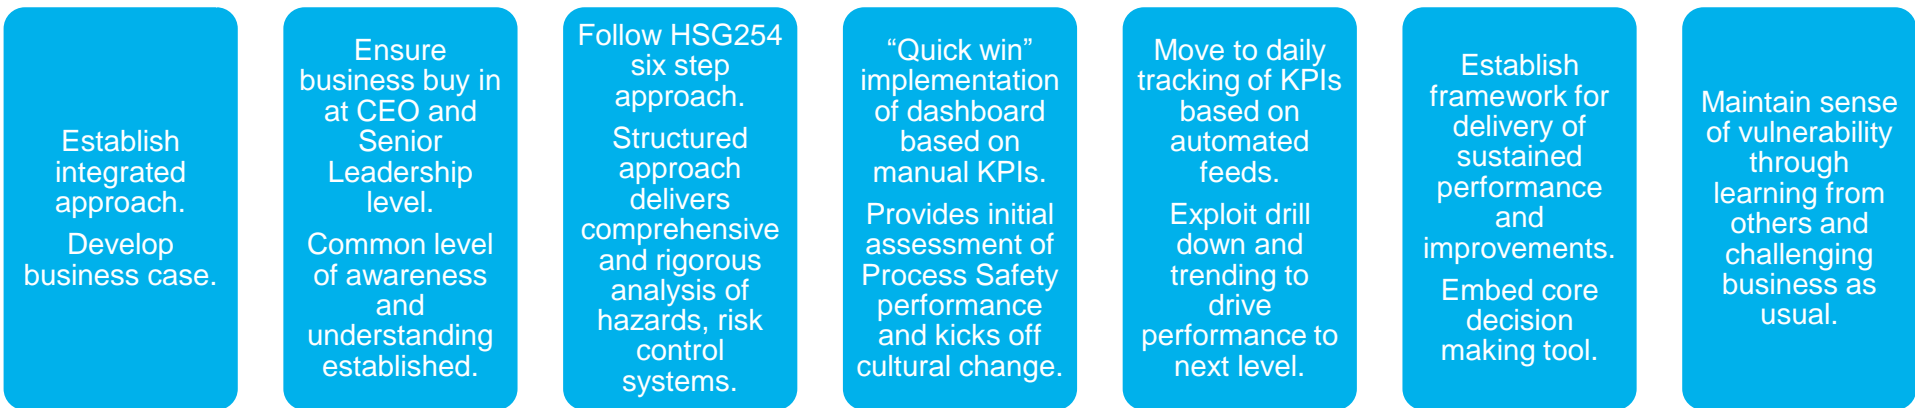 Establish
integrated
approach.
Develop
business case.
Ensure
business buy in
at CEO and
Senior
Leadership
level.
Common level
of awareness
and
understanding
established.
Follow HSG254
six step
approach.
Structured
approach
delivers
comprehensive
and rigorous
analysis of
hazards, risk
control
systems.
“Quick win”
implementation
of dashboard
based on
manual KPIs.
Provides initial
assessment of
Process Safety
performance
and kicks off
cultural change.
Move to daily
tracking of KPIs
based on
automated
feeds.
Exploit drill
down and
trending to
drive
performance to
next level.
Establish
framework for
delivery of
sustained
performance
and
improvements.
Embed core
decision
making tool.
Maintain sense
of vulnerability
through
learning from
others and
challenging
business as
usual.